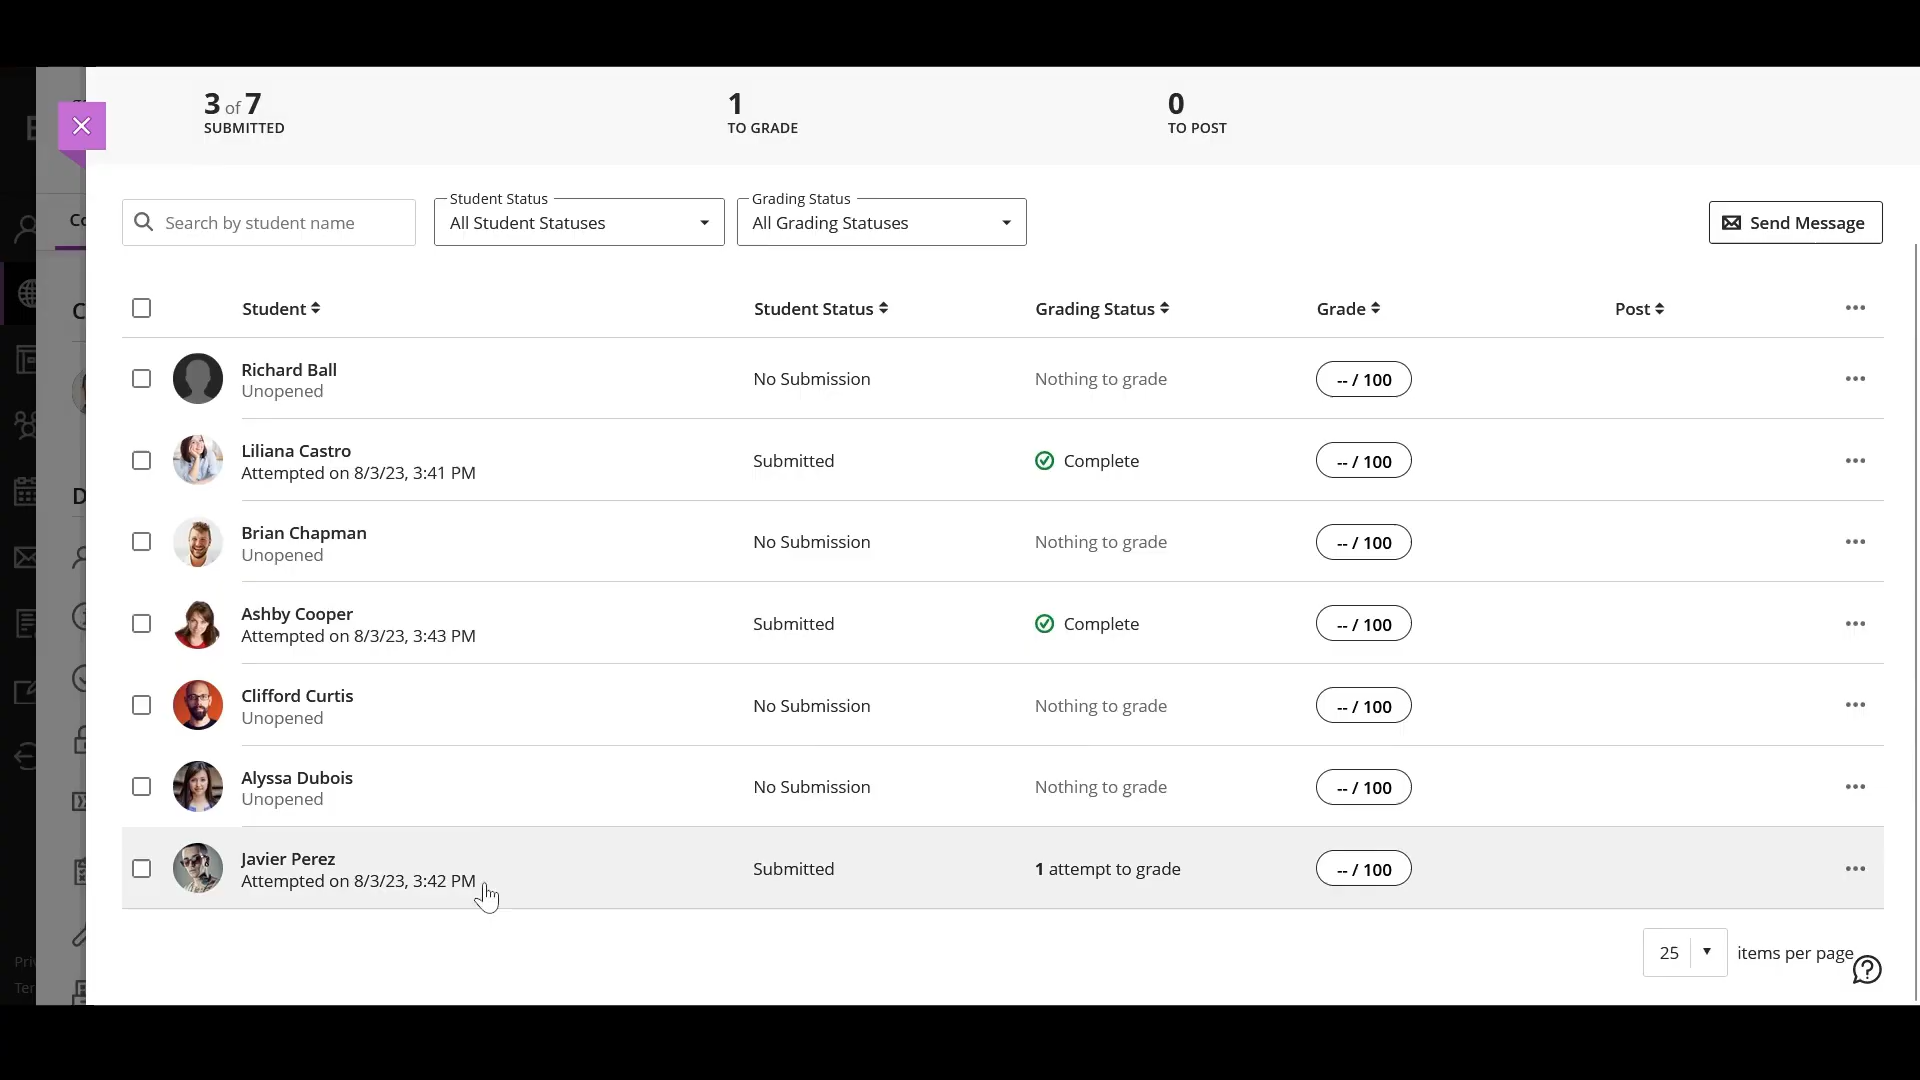 3 of 7
SUBMITTED
1
TO GRADE
0
TO POST
Search by student name
Student Status
All Student Statuses
Grading Status
All Grading Statuses
Send Message
Student
Student Status
Grading Status
Grade
Post
Richard Ball
Unopened
No Submission
Nothing to grade
-- / 100
Liliana Castro
Attempted on 8/3/23, 3:41 PM
Submitted
Complete
-- / 100
Brian Chapman
Unopened
No Submission
Nothing to grade
-- / 100
Ashby Cooper
Attempted on 8/3/23, 3:43 PM
Submitted
Complete
-- / 100
Clifford Curtis
Unopened
No Submission
Nothing to grade
-- / 100
Alyssa Dubois
Unopened
No Submission
Nothing to grade
-- / 100
Javier Perez
Attempted on 8/3/23, 3:42 PM
Submitted
1 attempt to grade
-- / 100
25
items per page